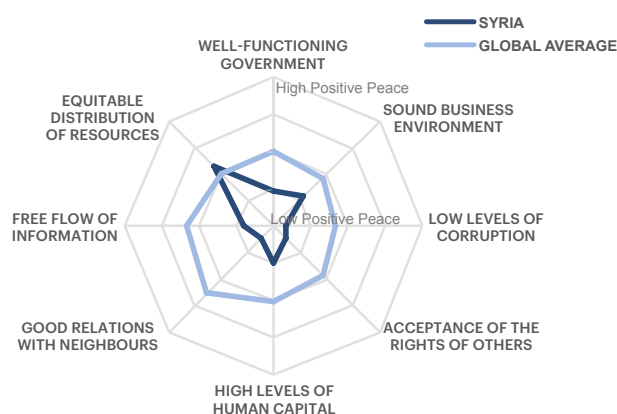 SYRIA
GLOBAL AVERAGE
WELL-FUNCTIONING
GOVERNMENT
High Positive Peace
EQUITABLE
DISTRIBUTION
OF RESOURCES
SOUND BUSINESS
ENVIRONMENT
FREE FLOW OF
INFORMATION
Low Positive Peace
LOW LEVELS OF
CORRUPTION
GOOD RELATIONS
WITH NEIGHBOURS
ACCEPTANCE OF THE
RIGHTS OF OTHERS
HIGH LEVELS OF
HUMAN CAPITAL